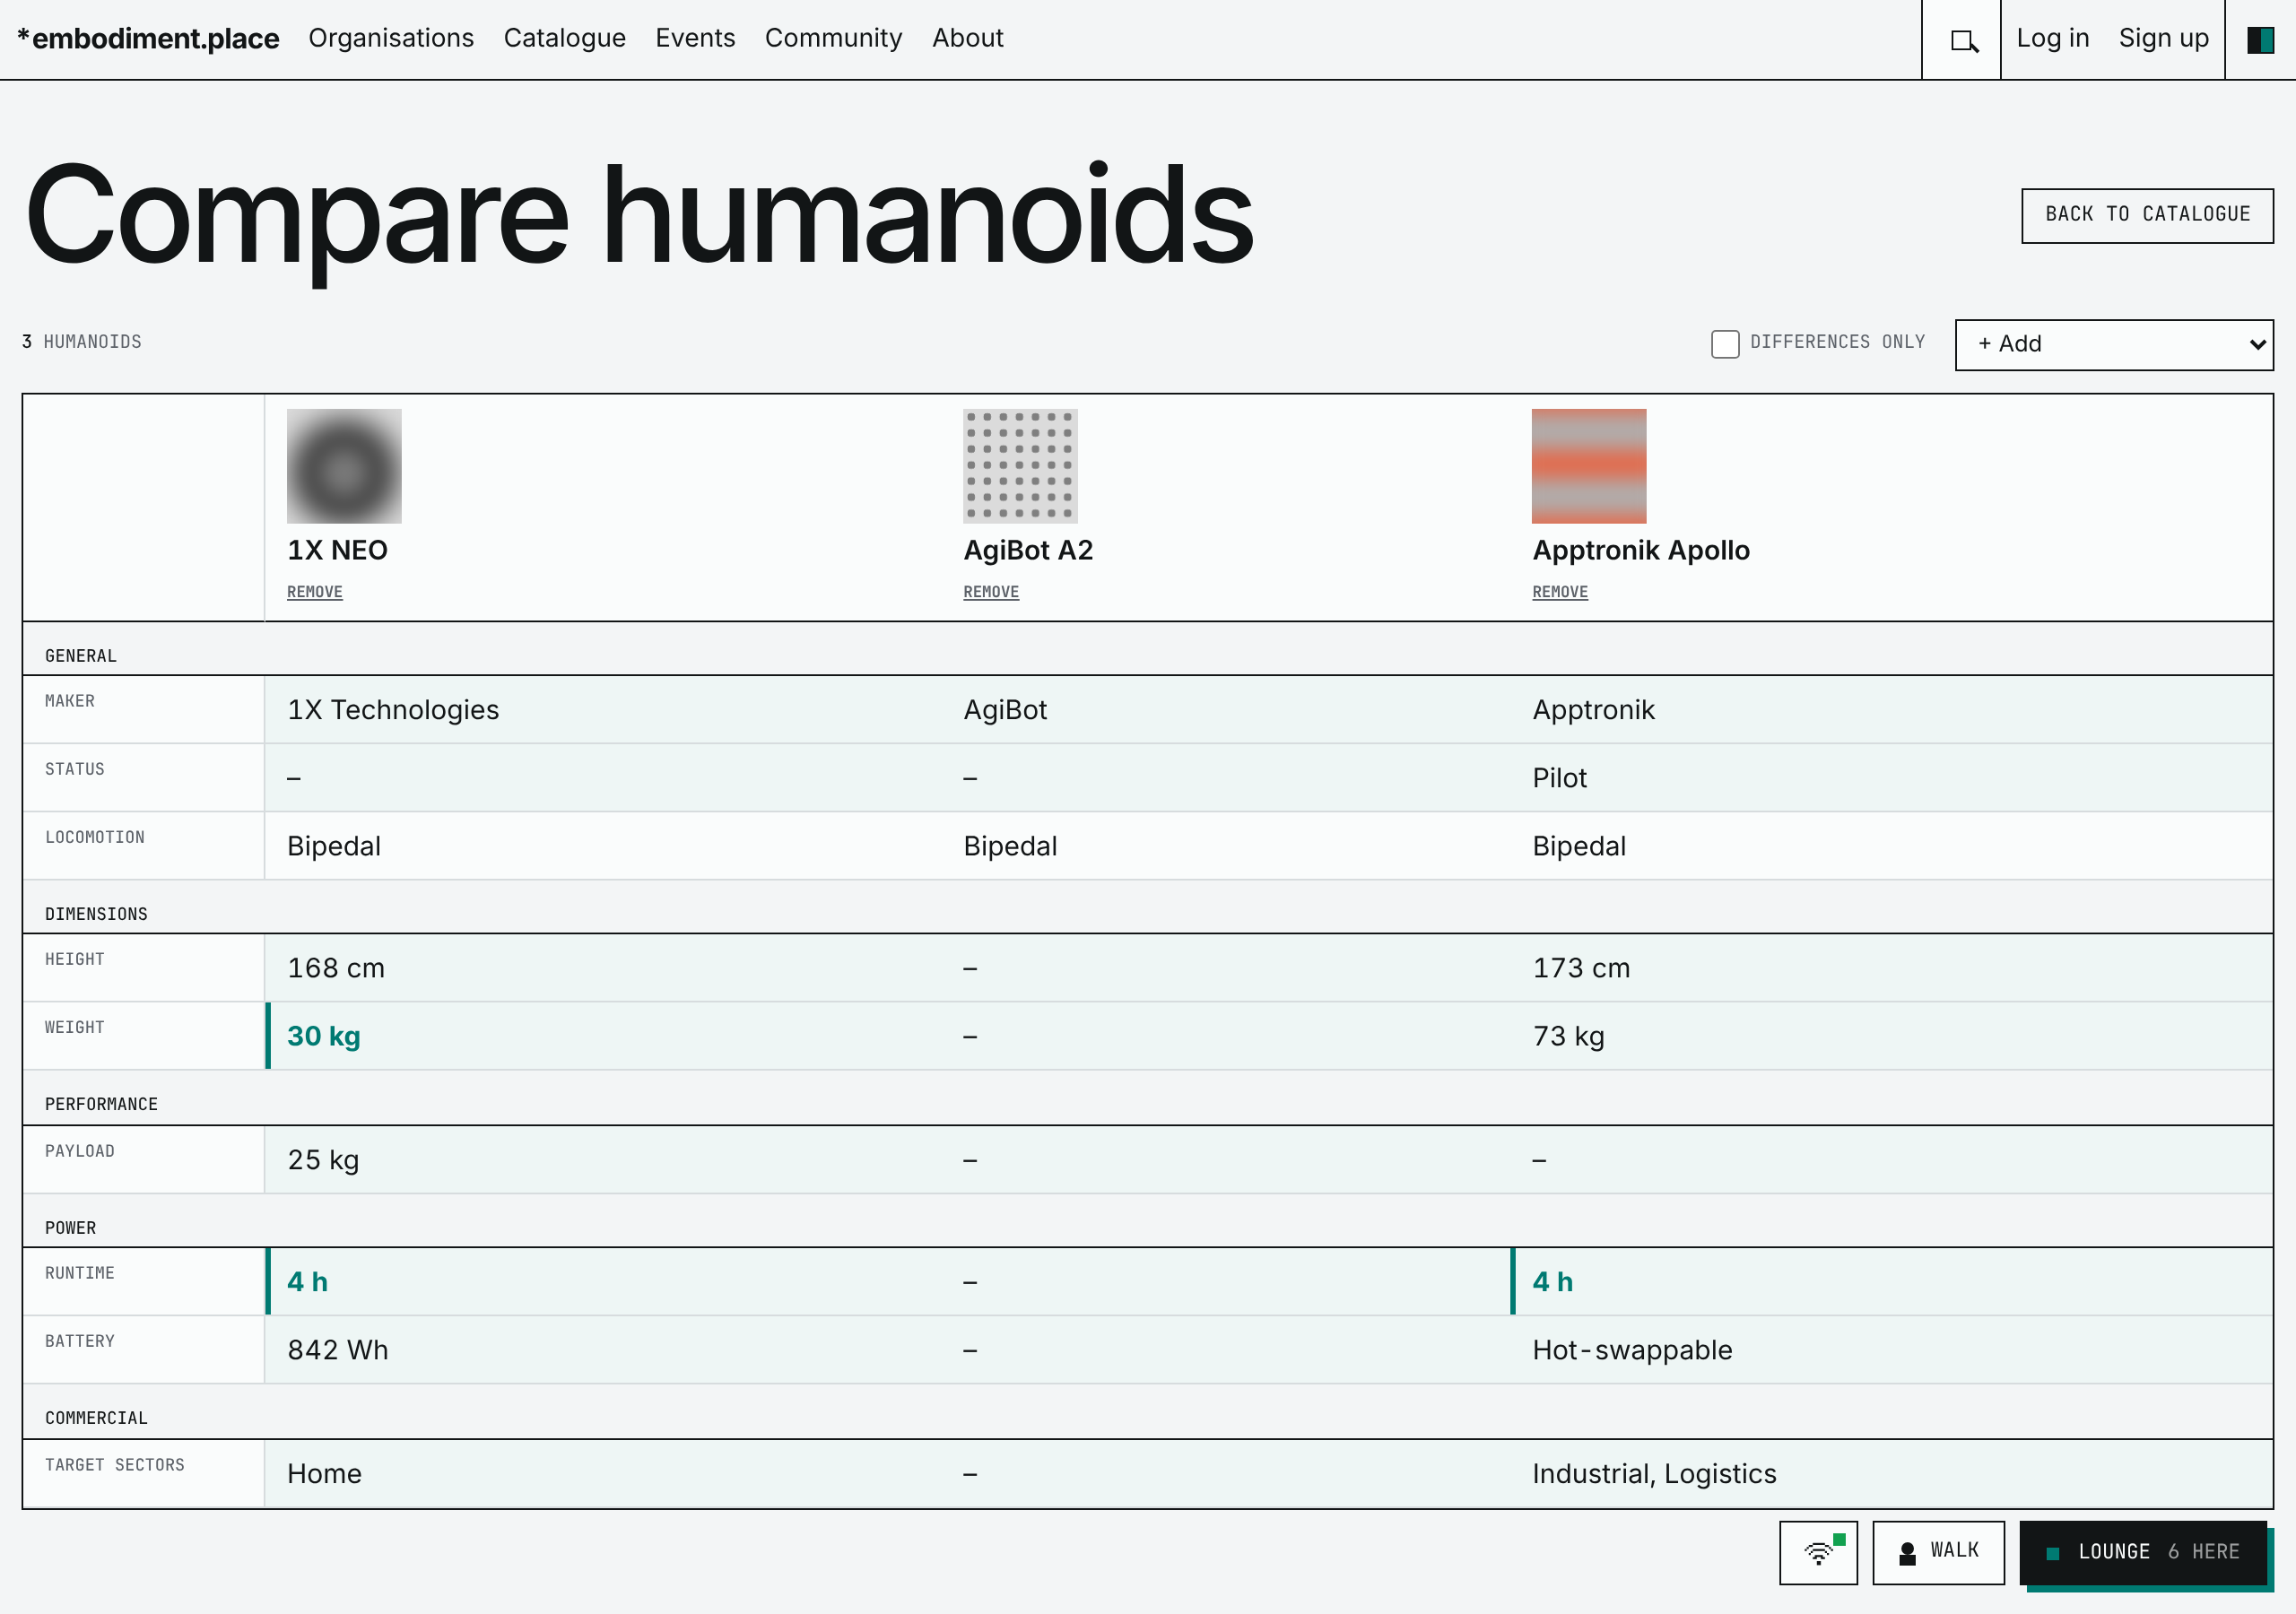 *embodiment.place Organisations Catalogue Events Community About Log in Sign up
Compare humanoids
BACK TO CATALOGUE
3 HUMANOIDS
DIFFERENCES ONLY
+ Add
1X NEO AgiBot A2 Apptronik Apollo
REMOVE REMOVE REMOVE
GENERAL
MAKER 1X Technologies AgiBot Apptronik
STATUS – – Pilot
LOCOMOTION Bipedal Bipedal Bipedal
DIMENSIONS
HEIGHT 168 cm – 173 cm
WEIGHT 30 kg – 73 kg
PERFORMANCE
PAYLOAD 25 kg – –
POWER
RUNTIME 4 h – 4 h
BATTERY 842 Wh – Hot-swappable
COMMERCIAL
TARGET SECTORS Home – Industrial, Logistics
WALK
LOUNGE 6 HERE